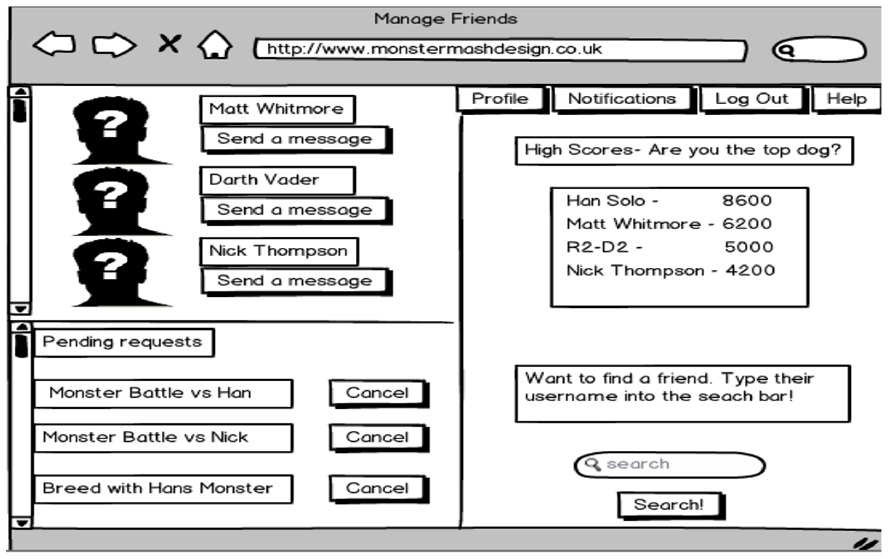 Manage Friends
http://www.monstermashdesign.co.uk
Profile
Notifications
Log Out
Help
Matt Whitmore
Send a message
Darth Vader
Send a message
Nick Thompson
Send a message
High Scores- Are you the top dog?
Han Solo - 8600
Matt Whitmore - 6200
R2-D2 - 5000
Nick Thompson - 4200
Pending requests
Monster Battle vs Han
Cancel
Monster Battle vs Nick
Cancel
Breed with Hans Monster
Cancel
Want to find a friend. Type their
username into the seach bar!
search
Search!